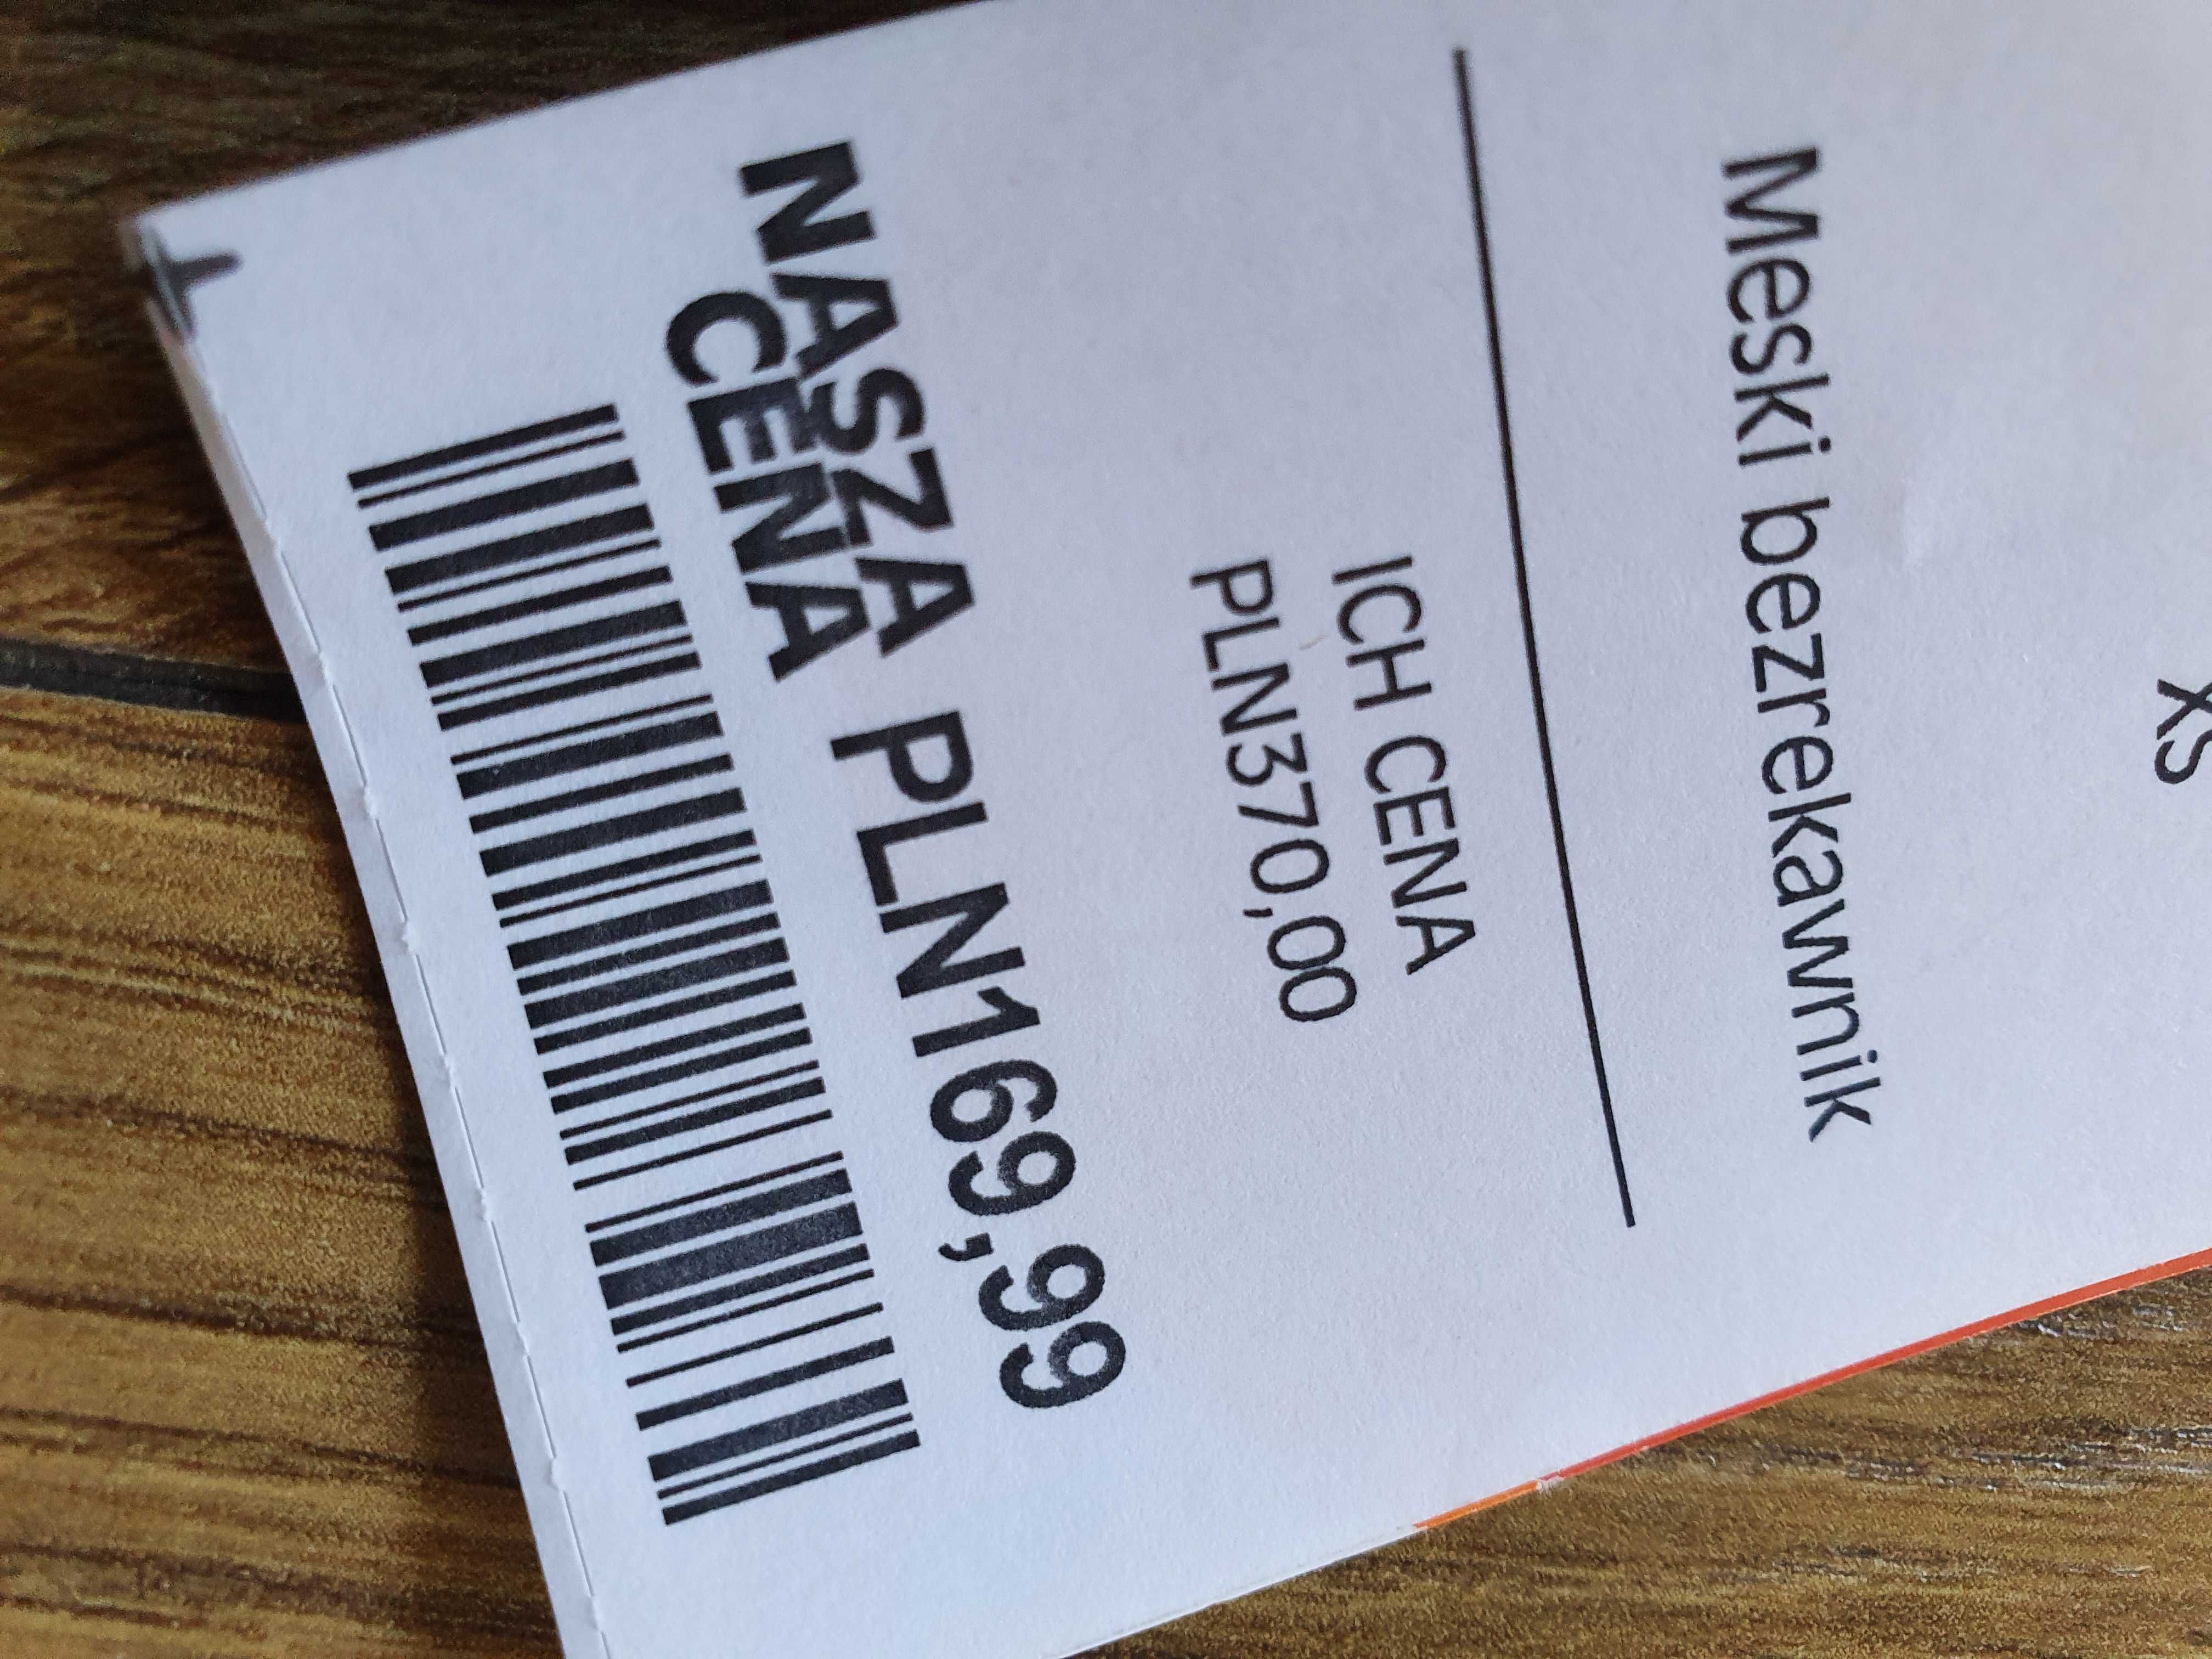 XS
Meski bezrekawnik
ICH CENA
PLN370,00
NASZA PLN169,99
CENA